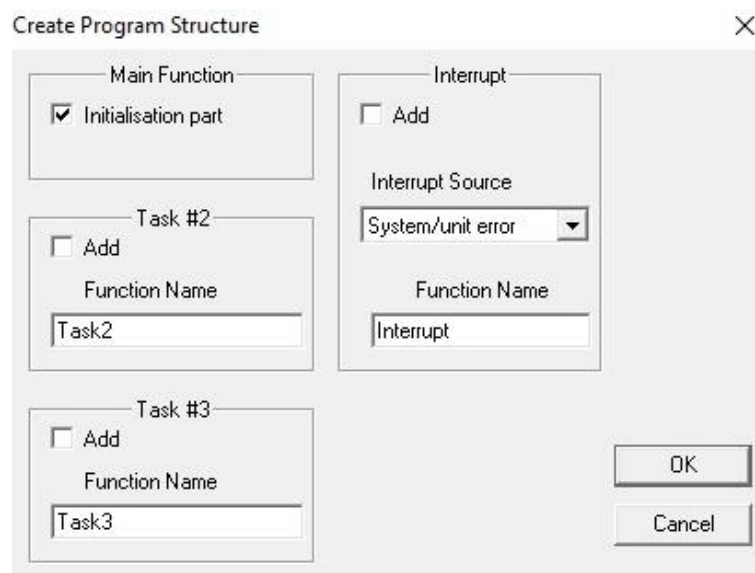 Create Program Structure
Main Function
Initialisation part
Task #2
Add
Function Name
Task2
Task #3
Add
Function Name
Task3
Interrupt
Add
Interrupt Source
System/unit error
Function Name
Interrupt
OK
Cancel